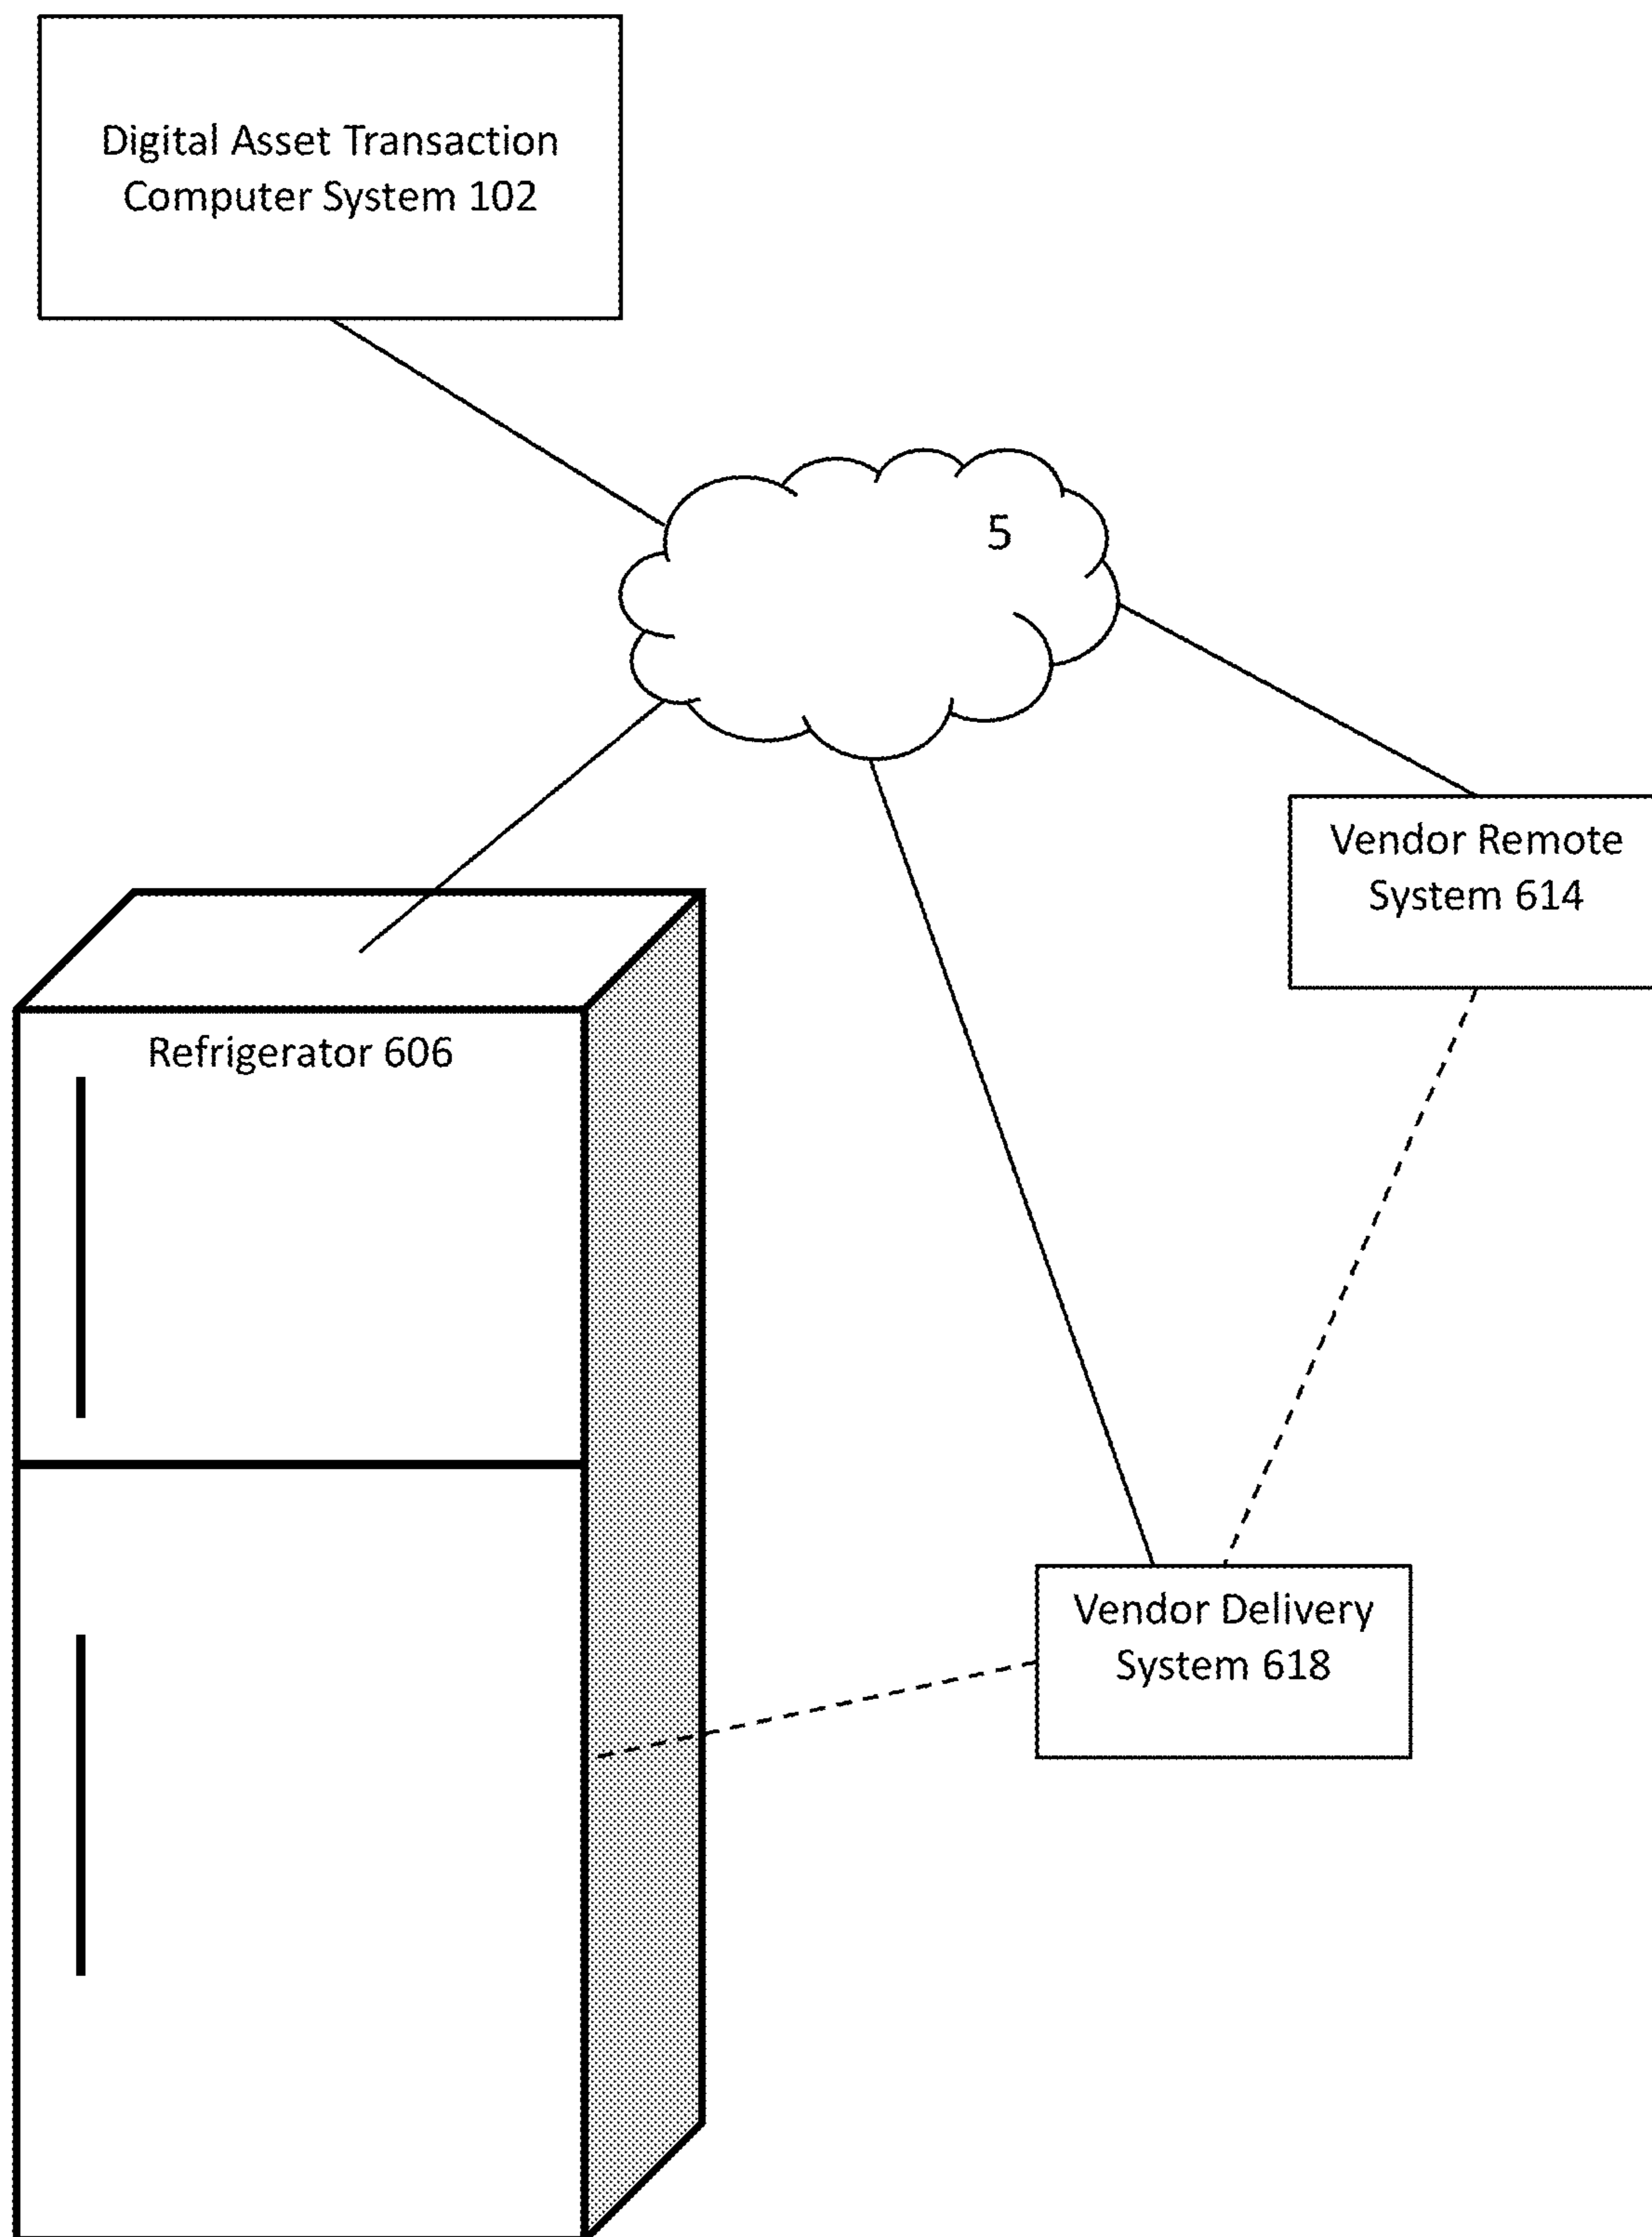 Digital Asset Transaction
Computer System 102
5
Vendor Remote
System 614
Refrigerator 606
Vendor Delivery
System 618